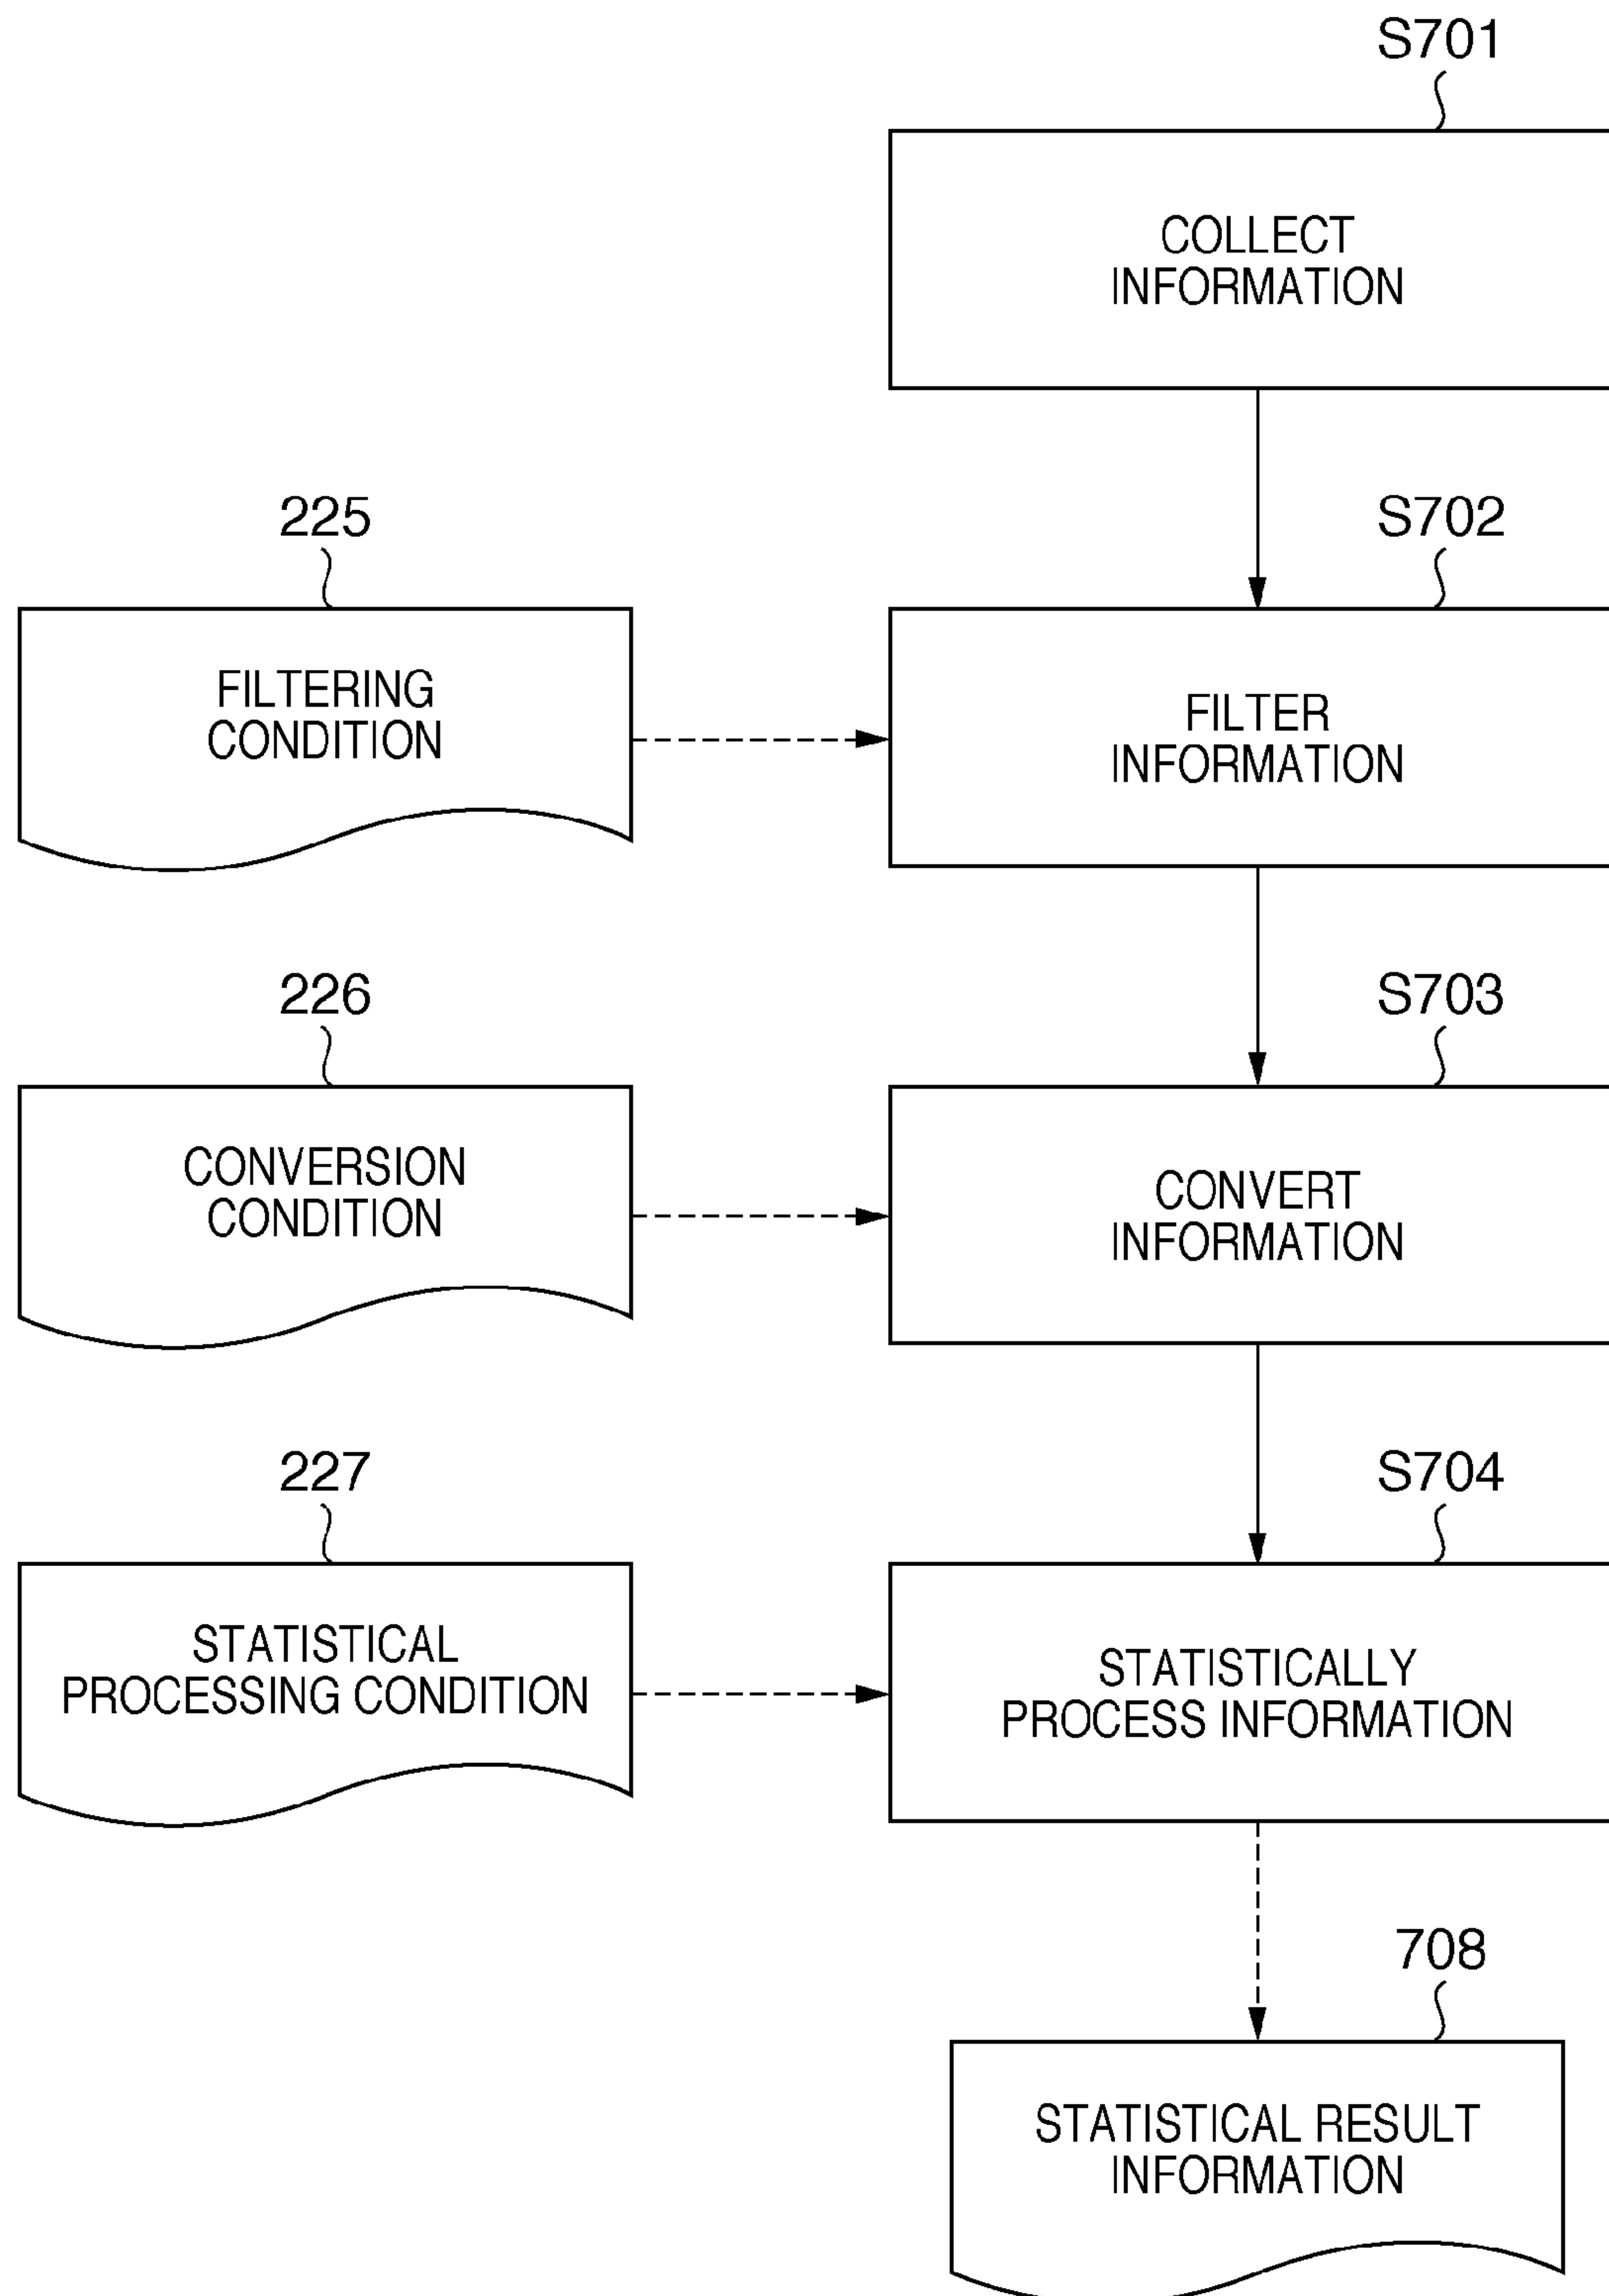 S701
COLLECT
INFORMATION
225
FILTERING
CONDITION
S702
FILTER
INFORMATION
226
CONVERSION
CONDITION
S703
CONVERT
INFORMATION
227
STATISTICAL
PROCESSING CONDITION
S704
STATISTICALLY
PROCESS INFORMATION
708
STATISTICAL RESULT
INFORMATION